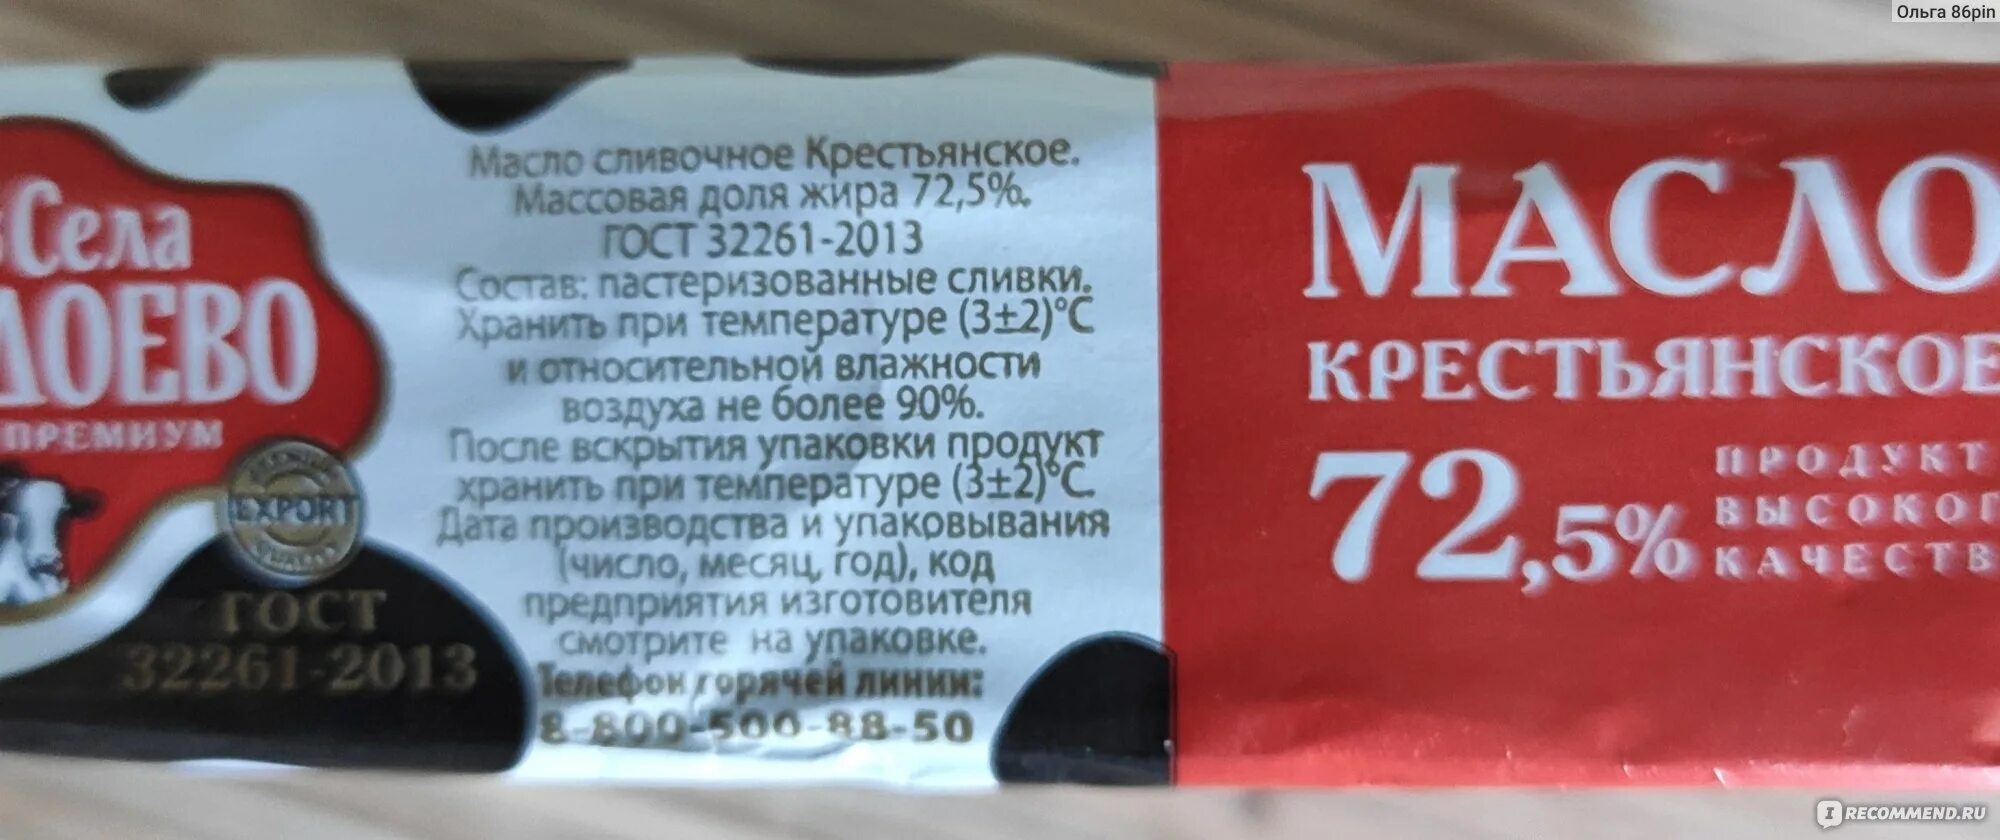 Ольга 86pin
Села
ДОЕВО
ПРЕМИУМ
EXPORT
ГОСТ
32261-2013
Масло сливочное Крестьянское.
Массовая доля жира 72,5%.
ГОСТ 32261-2013
Состав: пастеризованные сливки.
Хранить при температуре (3±2)°С
и относительной влажности
воздуха не более 90%.
После вскрытия упаковки продукт
хранить при температуре (3±2)°С.
Дата производства и упаковывания
(число, месяц, год), код
предприятия изготовителя
смотрите на упаковке.
Телефон горячей линии:
8-800-500-88-50
МАСЛО
КРЕСТЬЯНСКОЕ
72,5%
ПРОДУКТ
ВЫСОКОГ
КАЧЕСТВ
IRECOMMEND.RU